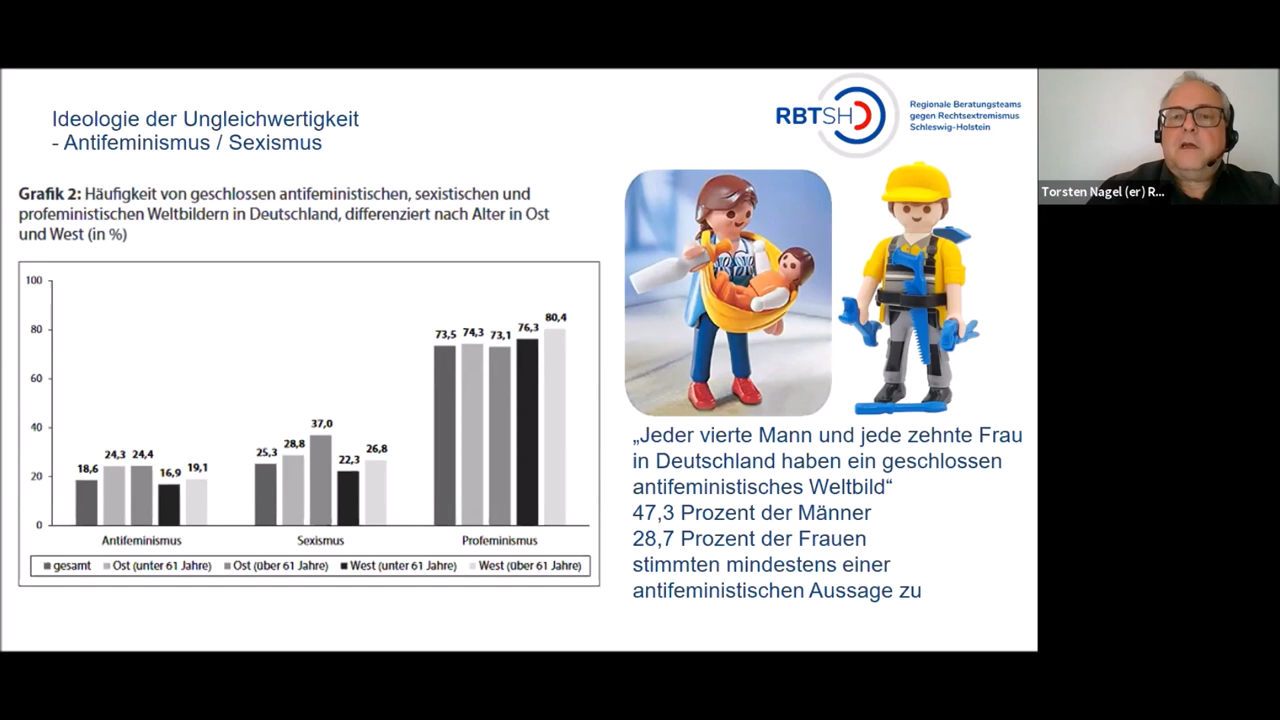 Ideologie der Ungleichwertigkeit
- Antifeminismus / Sexismus
RBTSH
Regionale Beratungsteams
gegen Rechtsextremismus
Schleswig-Holstein
Torsten Nagel (er) R...
Grafik 2: Häufigkeit von geschlossen antifeministischen, sexistischen und
profeministischen Weltbildern in Deutschland, differenziert nach Alter in Ost
und West (in %)
100
80
60
40
20
0
18,6
24,3
24,4
16,9
19,1
25,3
28,8
37,0
22,3
26,8
73,5
74,3
73,1
76,3
80,4
Antifeminismus
Sexismus
Profeminismus
gesamt
Ost (unter 61 Jahre)
Ost (über 61 Jahre)
West (unter 61 Jahre)
West (über 61 Jahre)
„Jeder vierte Mann und jede zehnte Frau
in Deutschland haben ein geschlossen
antifeministisches Weltbild“
47,3 Prozent der Männer
28,7 Prozent der Frauen
stimmten mindestens einer
antifeministischen Aussage zu